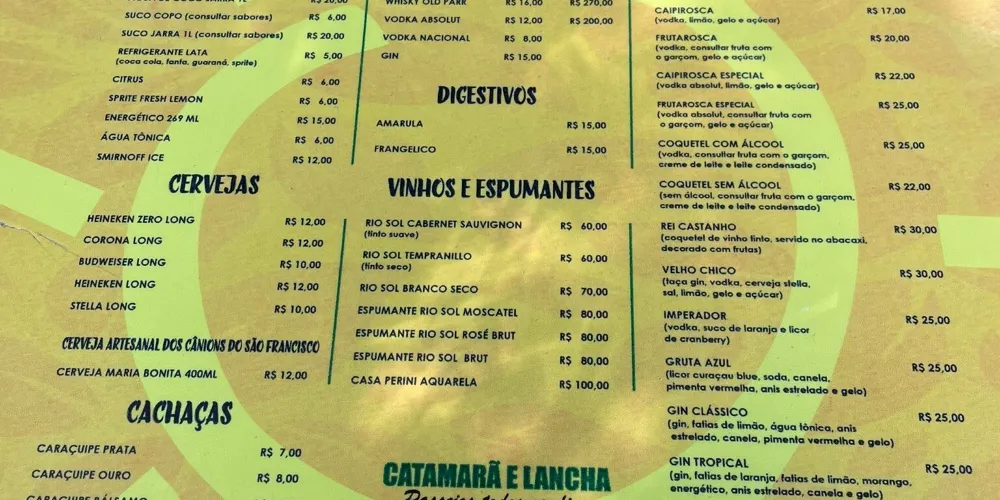 SUCO COPO (consultar sabores) R$ 6,00
SUCO JARRA 1L (consultar sabores) R$ 20,00
REFRIGERANTE LATA R$ 5,00
(coca cola, fanta, guaraná, sprite)
CITRUS R$ 6,00
SPRITE FRESH LEMON R$ 6,00
ENERGÉTICO 269 ML R$ 15,00
ÁGUA TÔNICA R$ 6,00
SMIRNOFF ICE R$ 12,00
CERVEJAS
HEINEKEN ZERO LONG R$ 12,00
CORONA LONG R$ 12,00
BUDWEISER LONG R$ 10,00
HEINEKEN LONG R$ 12,00
STELLA LONG R$ 10,00
CERVEJA ARTESANAL DOS CÂNIONS DO SÃO FRANCISCO
CERVEJA MARIA BONITA 400ML R$ 12,00
CACHAÇAS
CARAÇUIPE PRATA R$ 7,00
CARAÇUIPE OURO R$ 8,00
CARAÇUIPE BÁLSAMO
WHISKY OLD PARR R$ 16,00 R$ 270,00
VODKA ABSOLUT R$ 12,00 R$ 200,00
VODKA NACIONAL R$ 8,00
GIN R$ 15,00
DIGESTIVOS
AMARULA R$ 15,00
FRANGELICO R$ 15,00
VINHOS E ESPUMANTES
RIO SOL CABERNET SAUVIGNON R$ 60,00
(tinto suave)
RIO SOL TEMPRANILLO R$ 60,00
(tinto seco)
RIO SOL BRANCO SECO R$ 70,00
ESPUMANTE RIO SOL MOSCATEL R$ 80,00
ESPUMANTE RIO SOL ROSÉ BRUT R$ 80,00
ESPUMANTE RIO SOL BRUT R$ 80,00
CASA PERINI AQUARELA R$ 100,00
CATAMARÃ E LANCHA
CAIPIROSCA R$ 17,00
(vodka, limão, gelo e açúcar)
FRUTAROSCA R$ 20,00
(vodka, consultar fruta com
o garçom, gelo e açúcar)
CAIPIROSCA ESPECIAL R$ 22,00
(vodka absolut, limão, gelo e açúcar)
FRUTAROSCA ESPECIAL R$ 25,00
(vodka absolut, consultar fruta com
o garçom, gelo e açúcar)
COQUETEL COM ÁLCOOL R$ 25,00
(vodka, consultar fruta com o garçom,
creme de leite e leite condensado)
COQUETEL SEM ÁLCOOL R$ 22,00
(sem álcool, consultar fruta com o garçom,
creme de leite e leite condensado)
REI CASTANHO R$ 30,00
(coquetel de vinho tinto, servido no abacaxi,
decorado com frutas)
VELHO CHICO R$ 30,00
(taça gin, vodka, cerveja stella,
sal, limão, gelo e açúcar)
IMPERADOR R$ 25,00
(vodka, suco de laranja e licor
de cranberry)
GRUTA AZUL R$ 25,00
(licor curaçau blue, soda, canela,
pimenta vermelha, anis estrelado e gelo)
GIN CLÁSSICO R$ 25,00
(gin, fatias de limão, água tônica, anis
estrelado, canela, pimenta vermelha e gelo)
GIN TROPICAL R$ 25,00
(gin, fatias de laranja, fatias de limão, morango,
energético, anis estrelado, canela e gelo)